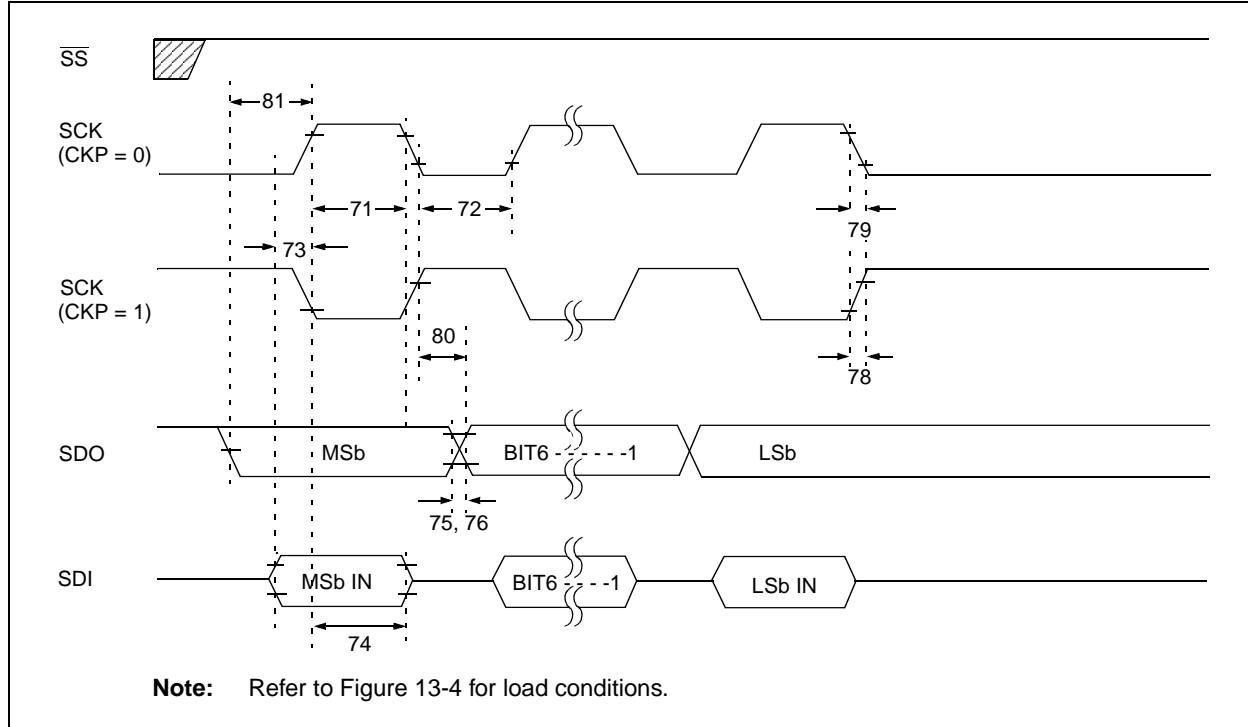 SS
81
SCK
(CKP = 0)
71
72
79
73
SCK
(CKP = 1)
80
78
SDO
MSb
BIT6 - - - - - -1
LSb
75, 76
SDI
MSb IN
BIT6 - - - -1
LSb IN
74
Note: Refer to Figure 13-4 for load conditions.